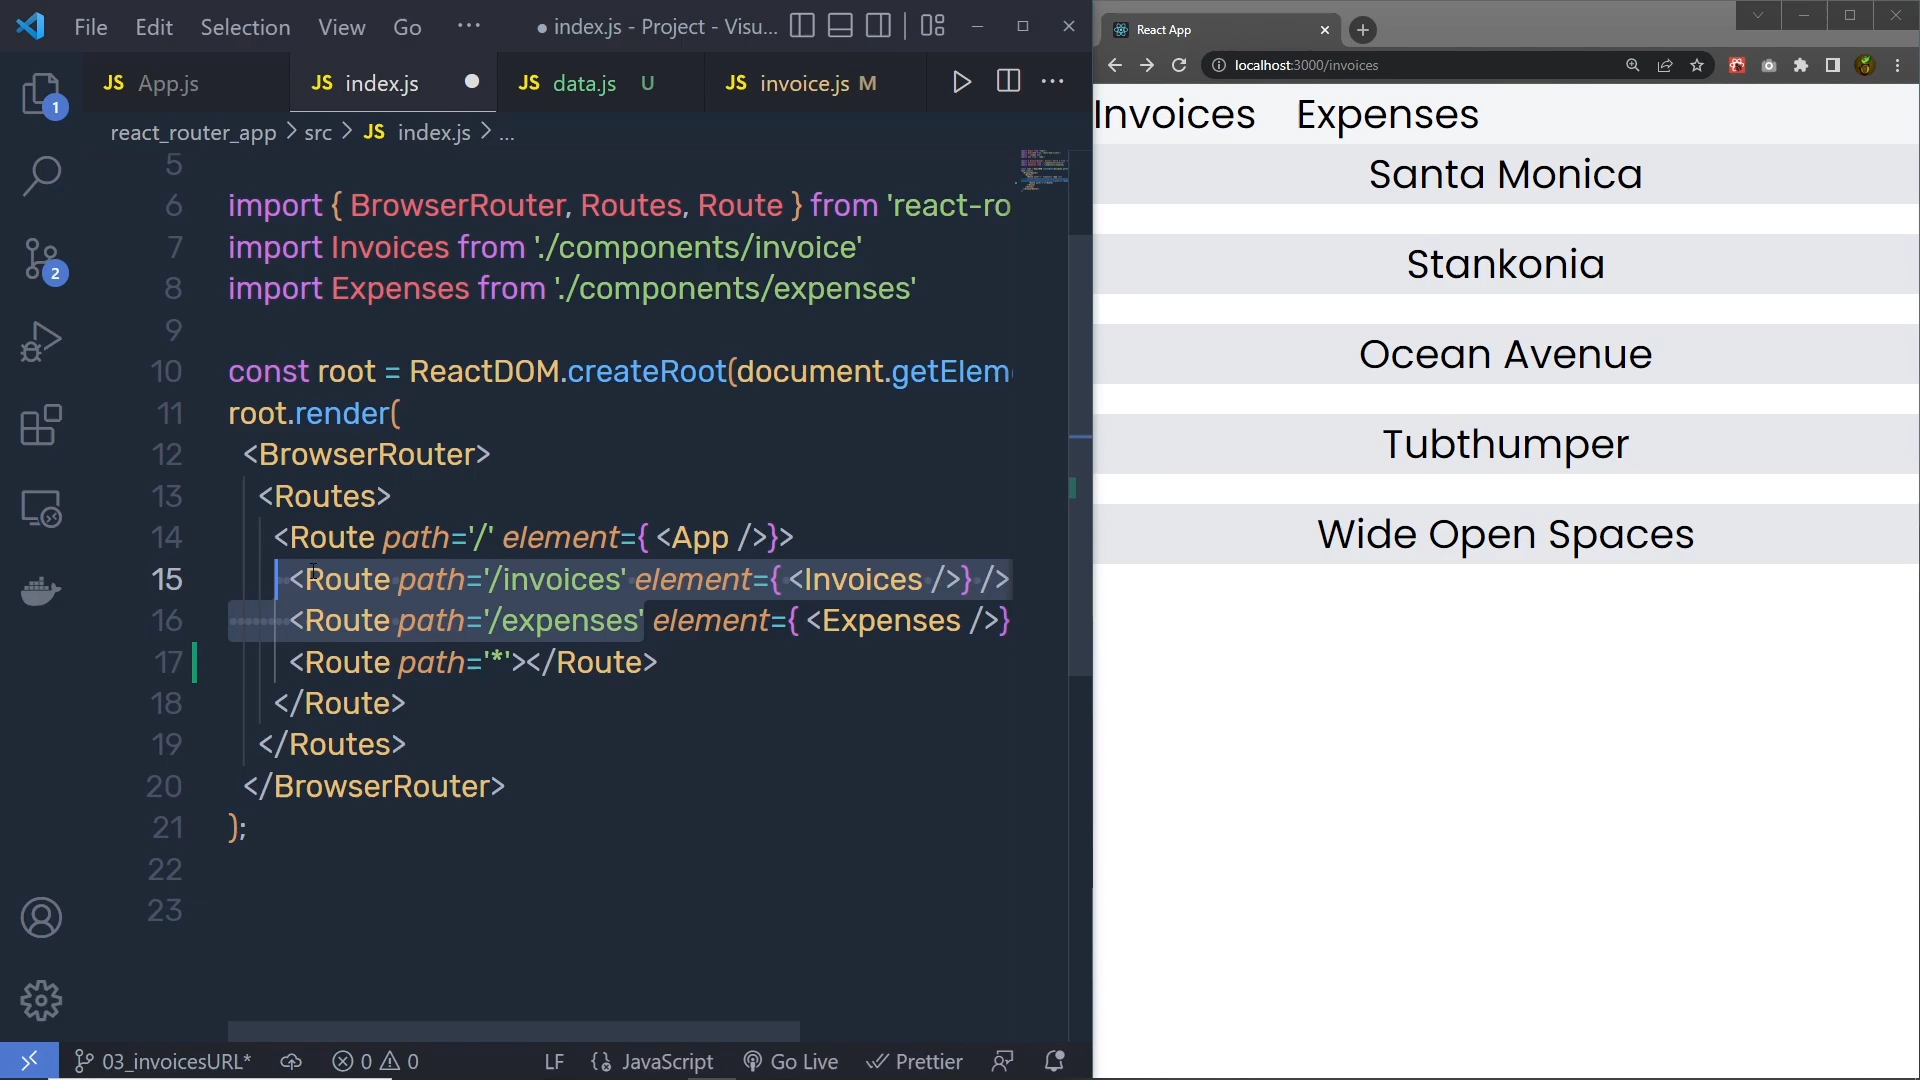 File Edit Selection View Go ··· ● index.js - Project - Visu...
JS App.js JS index.js ● JS data.js U JS invoice.js M ···
react_router_app > src > JS index.js > ...
5
6 import { BrowserRouter, Routes, Route } from 'react-ro
7 import Invoices from './components/invoice'
8 import Expenses from './components/expenses'
9
10 const root = ReactDOM.createRoot(document.getElem
11 root.render(
12 <BrowserRouter>
13 <Routes>
14 <Route path='/' element={ <App />}>
15 <Route path='/invoices' element={ <Invoices />} />
16 <Route path='/expenses' element={ <Expenses />}
17 <Route path='*'></Route>
18 </Route>
19 </Routes>
20 </BrowserRouter>
21 );
22
23
1
2
03_invoicesURL* 0 0 LF JavaScript Go Live Prettier
React App
localhost:3000/invoices
Invoices Expenses
Santa Monica
Stankonia
Ocean Avenue
Tubthumper
Wide Open Spaces